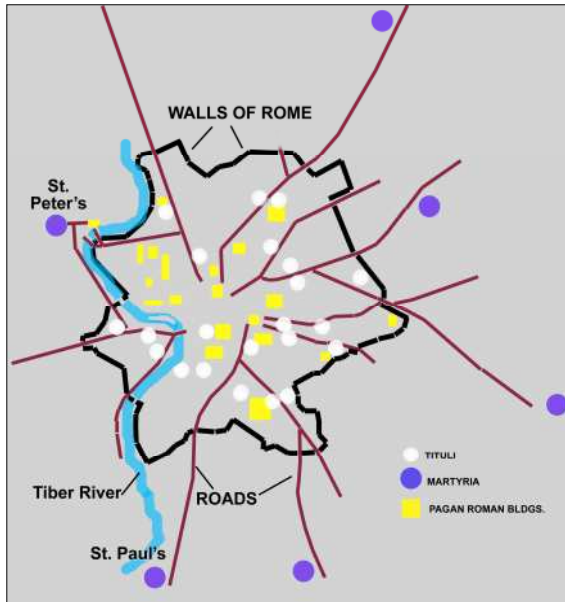 WALLS OF ROME
St.
Peter's
TITULI
MARTYRIA
Tiber River
ROADS
PAGAN ROMAN BLDGS.
St. Paul's